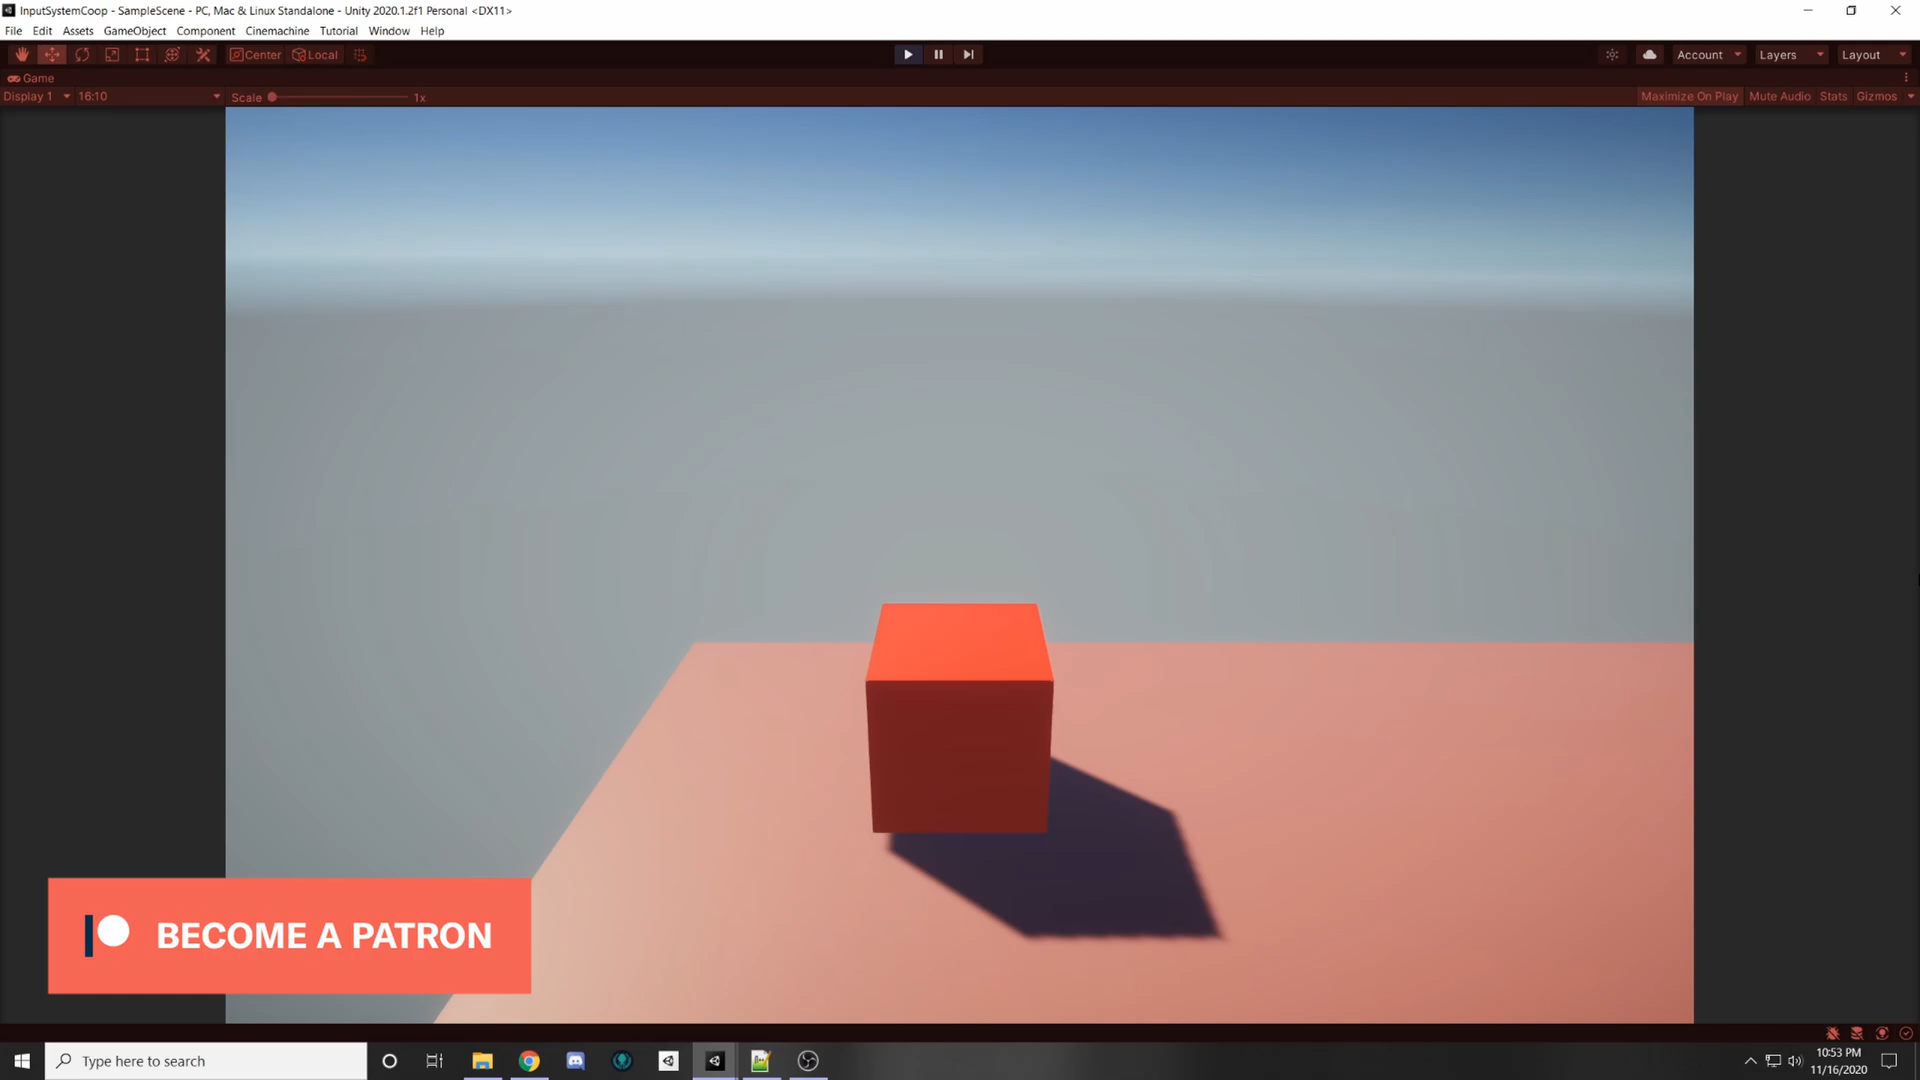 InputSystemCoop - SampleScene - PC, Mac & Linux Standalone - Unity 2020.1.2f1 Personal <DX11>
File Edit Assets GameObject Component Cinemachine Tutorial Window Help
Center Local Account Layers Layout
Game
Display 1 16:10 Scale 1x Maximize On Play Mute Audio Stats Gizmos
BECOME A PATRON
Type here to search
10:53 PM
11/16/2020